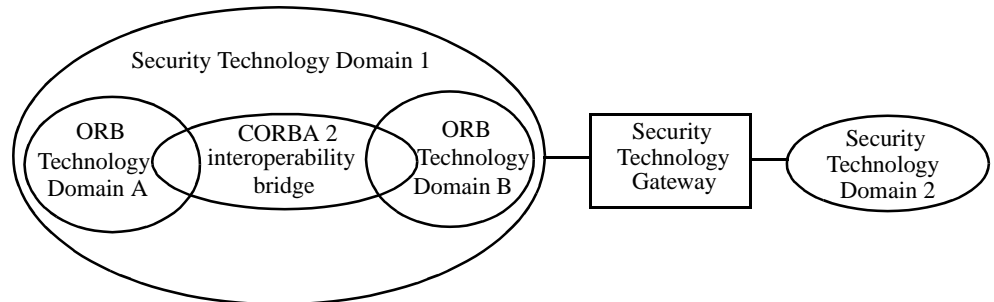 Security Technology Domain 1
ORB
Technology
Domain A
CORBA 2
interoperability
bridge
ORB
Technology
Domain B
Security
Technology
Gateway
Security
Technology
Domain 2